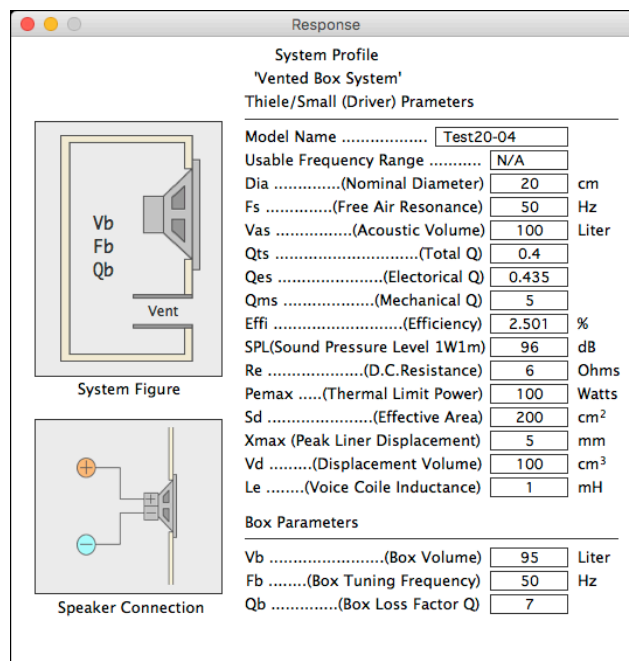 Response
System Profile
'Vented Box System'
Thiele/Small (Driver) Prameters
Model Name .................. Test20-04
Usable Frequency Range ........... N/A
Dia ..............(Nominal Diameter) 20 cm
Fs ..............(Free Air Resonance) 50 Hz
Vas ................(Acoustic Volume) 100 Liter
Qts ..............................(Total Q) 0.4
Qes .......................(Electorical Q) 0.435
Qms ......................(Mechanical Q) 5
Effi ............................(Efficiency) 2.501 %
SPL(Sound Pressure Level 1W1m) 96 dB
Re ....................(D.C.Resistance) 6 Ohms
Pemax .....(Thermal Limit Power) 100 Watts
Sd ......................(Effective Area) 200 cm²
Xmax (Peak Liner Displacement) 5 mm
Vd .........(Displacement Volume) 100 cm³
Le ........(Voice Coile Inductance) 1 mH
Box Parameters
Vb ........................(Box Volume) 95 Liter
Fb ........(Box Tuning Frequency) 50 Hz
Qb ..............(Box Loss Factor Q) 7
Vb
Fb
Qb
Vent
System Figure
+
−
+
−
Speaker Connection